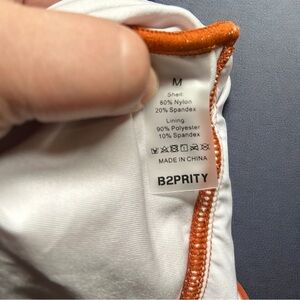 M
Shell:
80% Nylon
20% Spandex
Lining:
90% Polyester
10% Spandex
MADE IN CHINA
B2PRITY